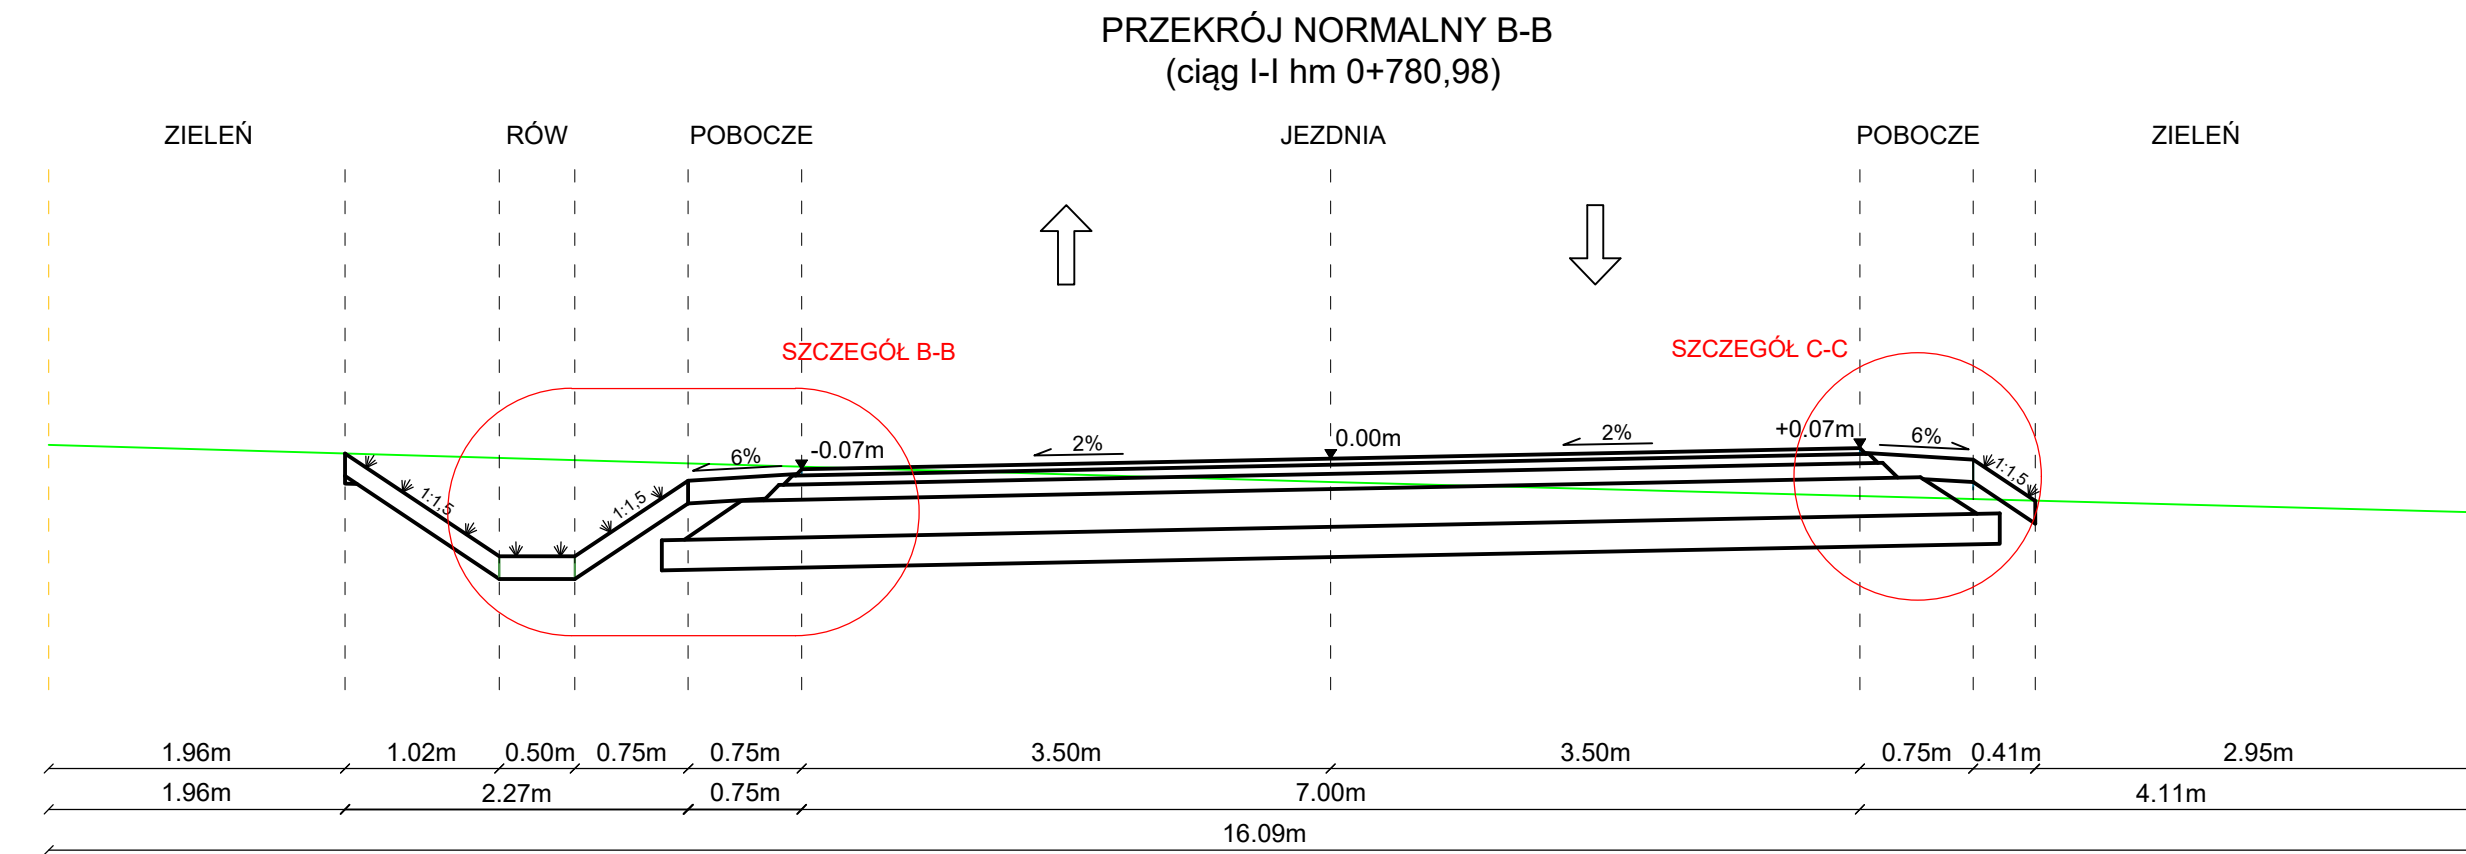 PRZEKRÓJ NORMALNY B-B
(ciąg I-I hm 0+780,98)
ZIELEŃ RÓW POBOCZE JEZDNIA POBOCZE ZIELEŃ
SZCZEGÓŁ B-B SZCZEGÓŁ C-C
6% -0.07m 2% 0.00m 2% +0.07m 6%
1:1,5 1:1,5 1:1,5
1.96m 1.02m 0.50m 0.75m 0.75m 3.50m 3.50m 0.75m 0.41m 2.95m
1.96m 2.27m 0.75m 7.00m 4.11m
16.09m